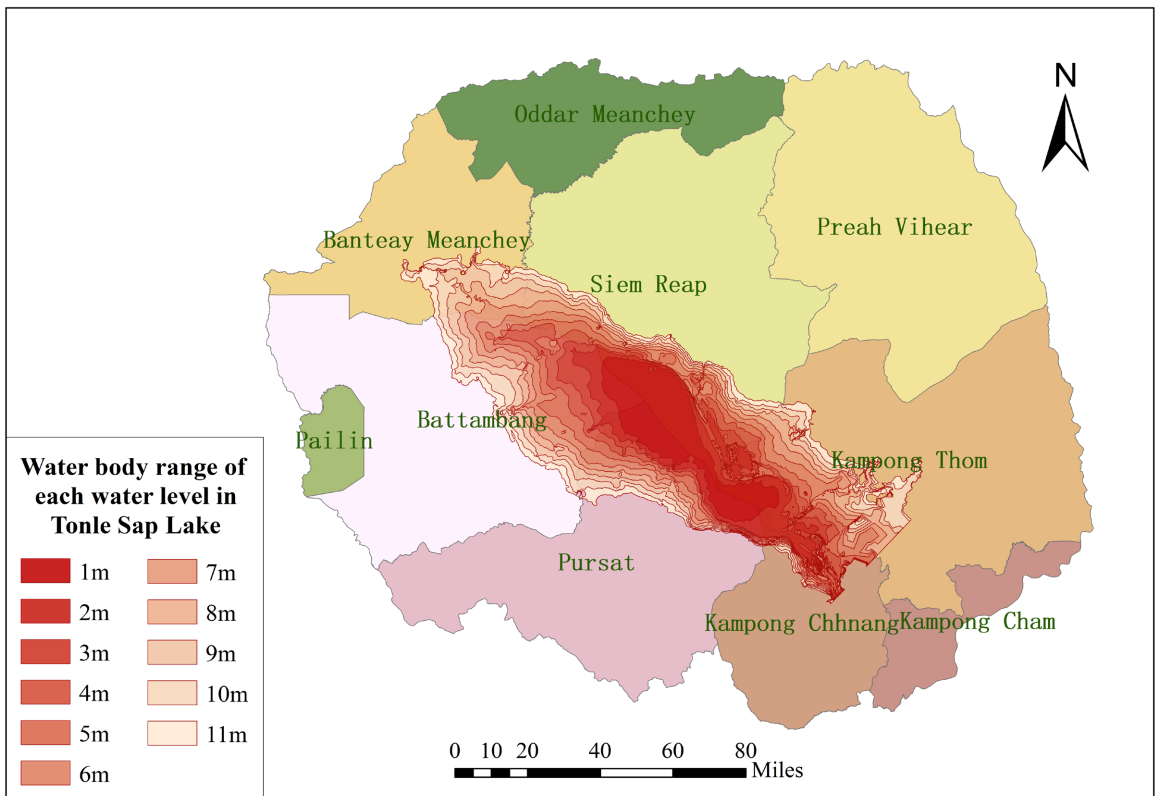 N
Oddar Meanchey
Preah Vihear
Banteay Meanchey
Siem Reap
Battambang
Pailin
Kampong Thom
Pursat
Kampong Chhnang
Kampong Cham
Water body range of
each water level in
Tonle Sap Lake
1m
2m
3m
4m
5m
6m
7m
8m
9m
10m
11m
0 10 20 40 60 80
Miles